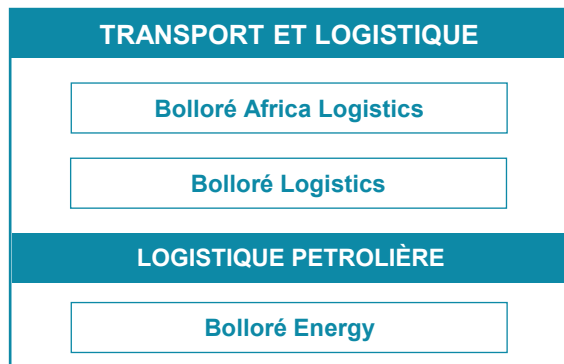 TRANSPORT ET LOGISTIQUE
Bolloré Africa Logistics
Bolloré Logistics
LOGISTIQUE PETROLIÈRE
Bolloré Energy